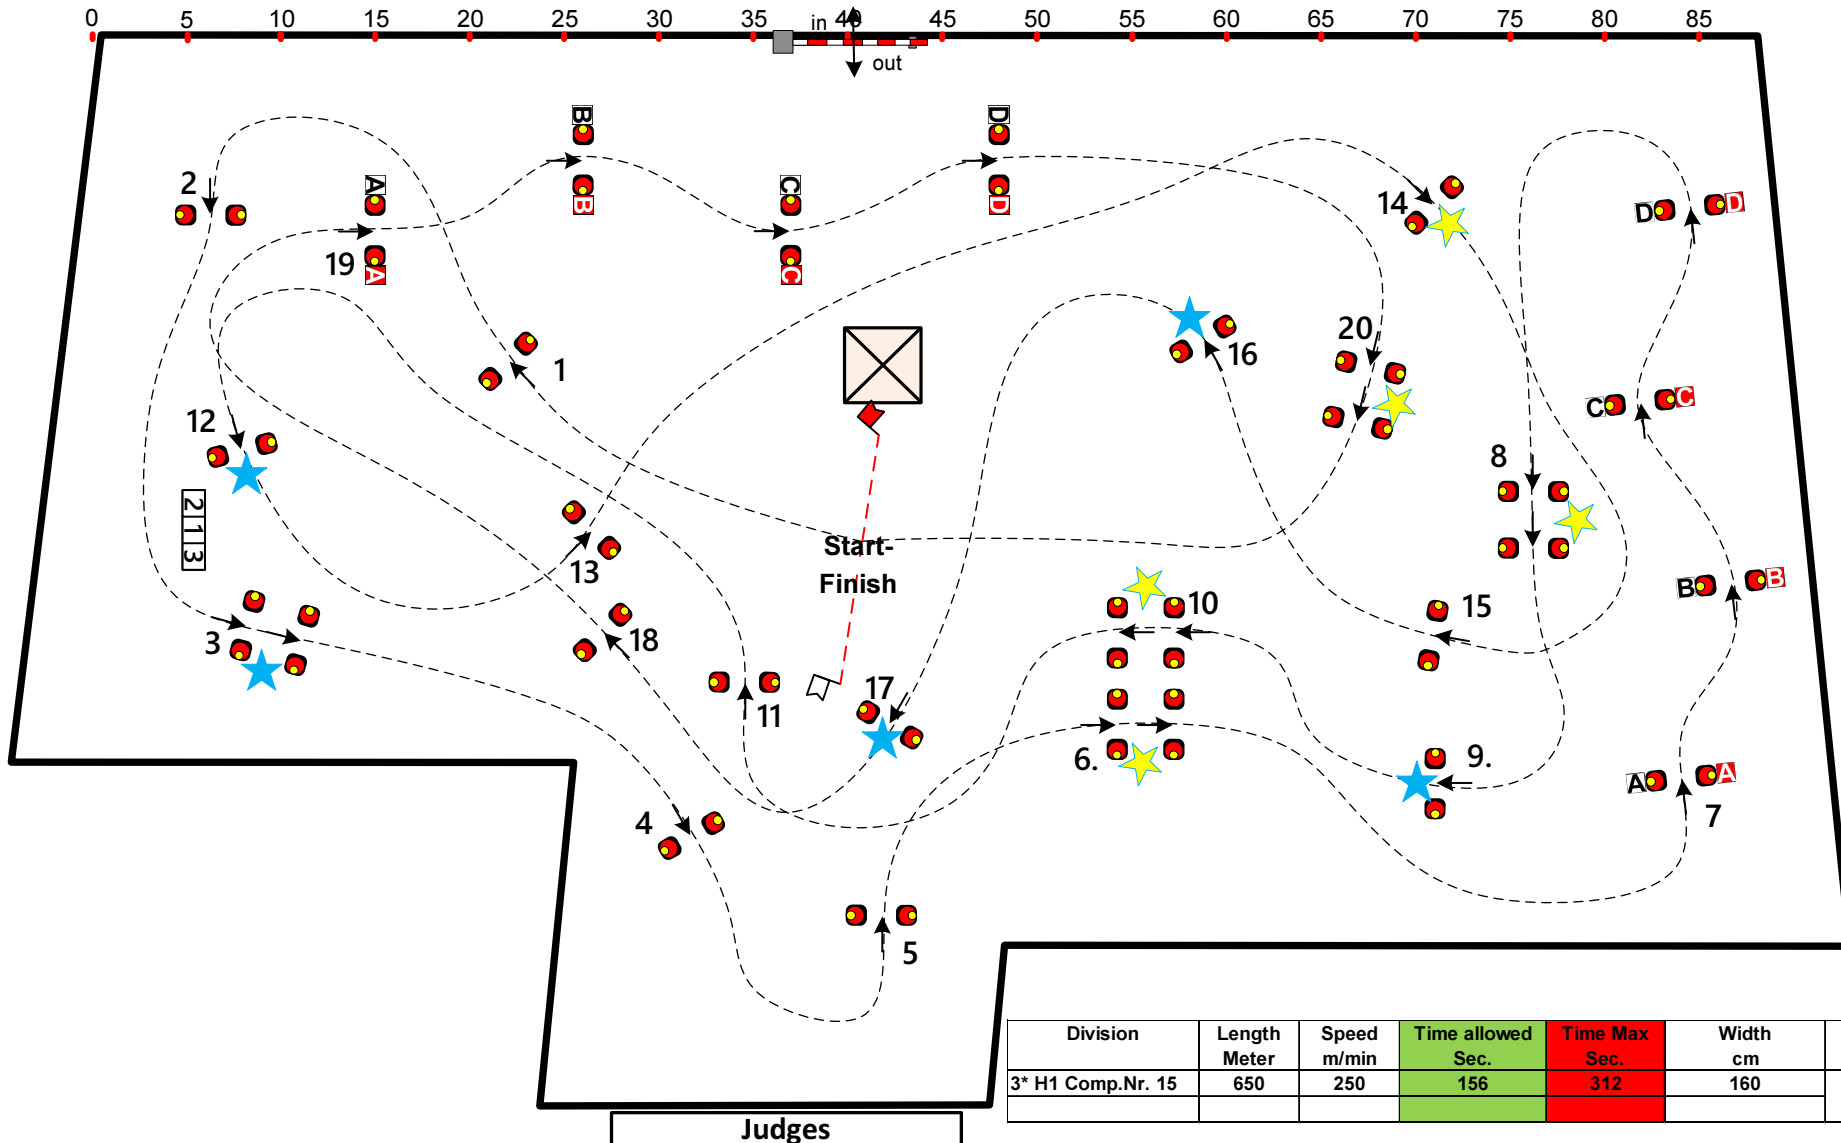 0 5 10 15 20 25 30 35 40 45 50 55 60 65 70 75 80 85
in
out
B
D
2
A
C
B
D
14
D D
19
A
C
20
16
1
C C
12
8
2 1 3
Start-
Finish
13
B B
10
15
18
3
17
11
6.
9.
A A
7
4
5
Division Length Speed Time allowed Time Max Width
Meter m/min Sec. Sec. cm
3* H1 Comp.Nr. 15 650 250 156 312 160
Judges